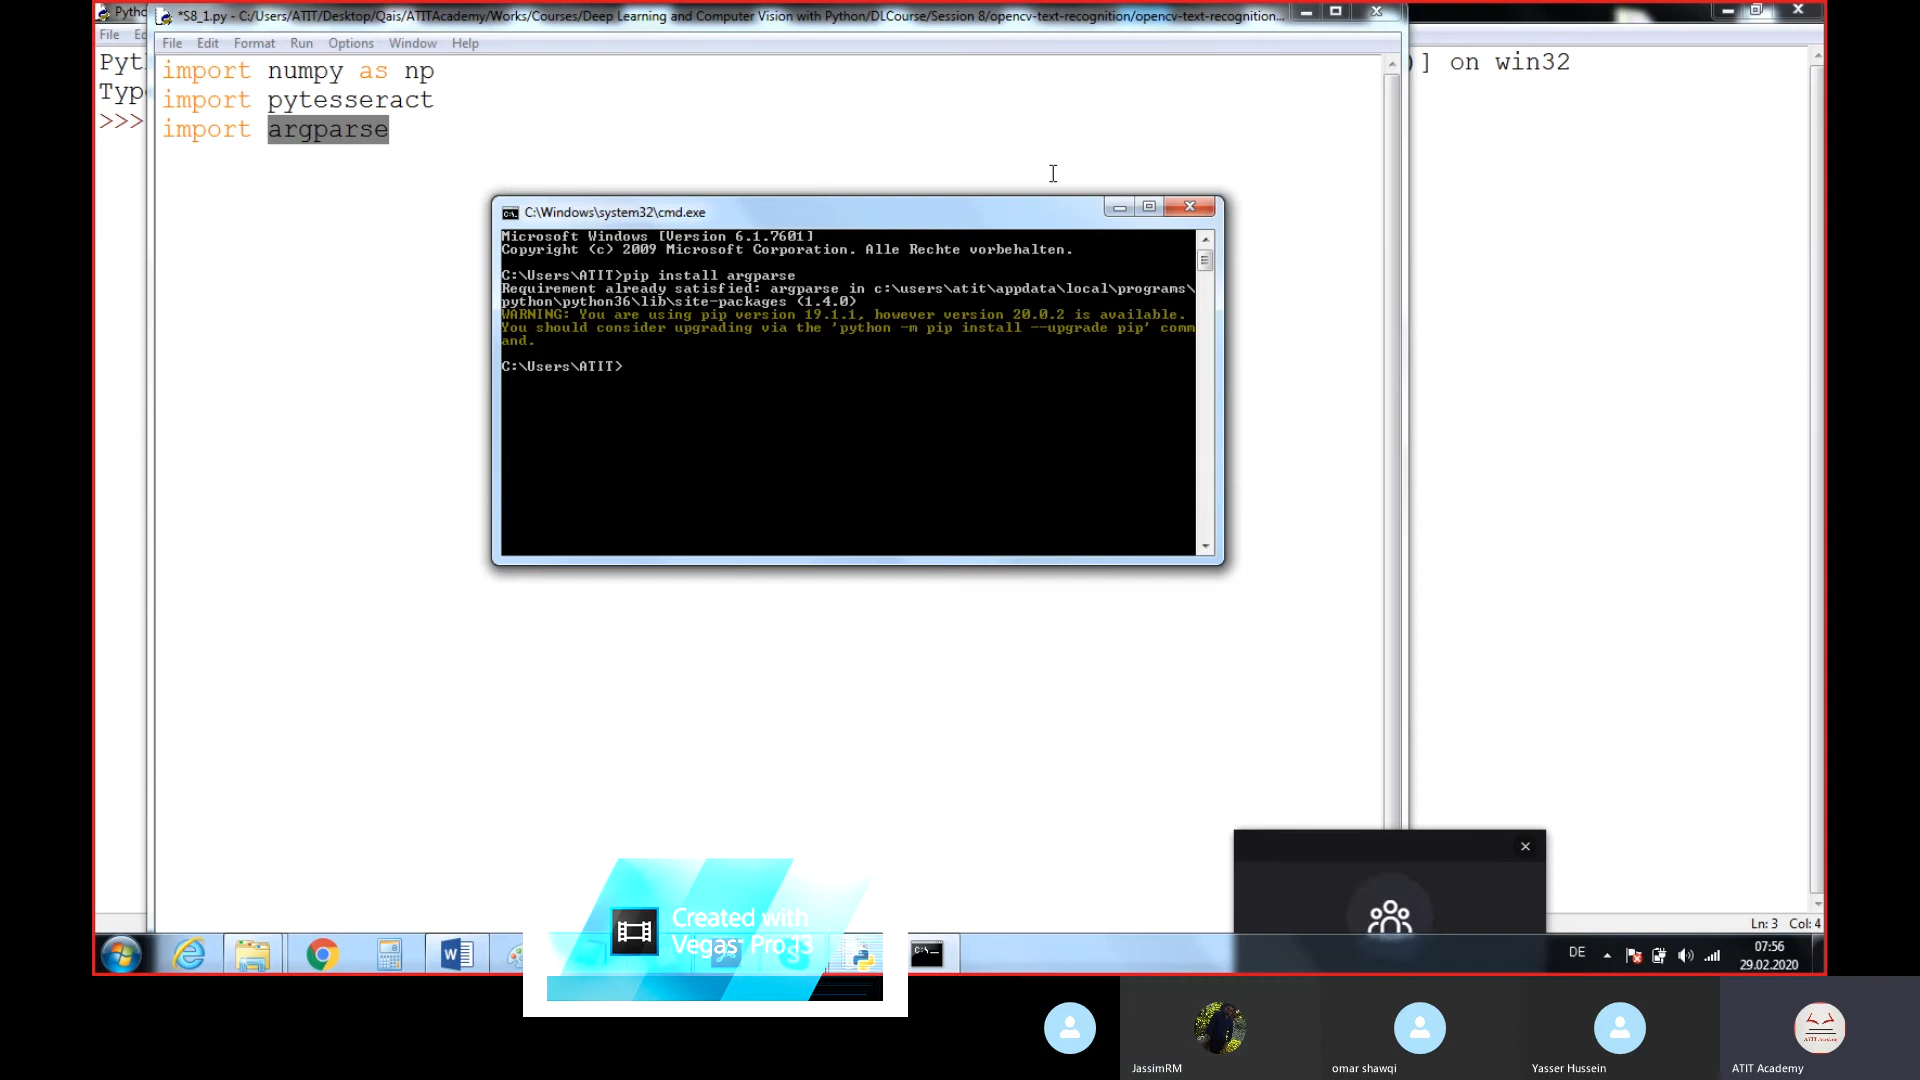 Pytho
*S8_1.py - C:/Users/ATIT/Desktop/Qais/ATITAcademy/Works/Courses/Deep Learning and Computer Vision with Python/DLCourse/Session 8/opencv-text-recognition/opencv-text-recognition...
File Ed
File Edit Format Run Options Window Help
Pyt
)] on win32
Typ
>>>
import numpy as np
import pytesseract
import argparse
C:\Windows\system32\cmd.exe
Microsoft Windows [Version 6.1.7601]
Copyright (c) 2009 Microsoft Corporation. Alle Rechte vorbehalten.
C:\Users\ATIT>pip install argparse
Requirement already satisfied: argparse in c:\users\atit\appdata\local\programs\
python\python36\lib\site-packages (1.4.0)
WARNING: You are using pip version 19.1.1, however version 20.0.2 is available.
You should consider upgrading via the 'python -m pip install --upgrade pip' comm
and.
C:\Users\ATIT>
Created with
Vegas™ Pro 13
Ln: 3 Col: 4
DE
07:56
29.02.2020
JassimRM
omar shawqi
Yasser Hussein
ATIT Academy